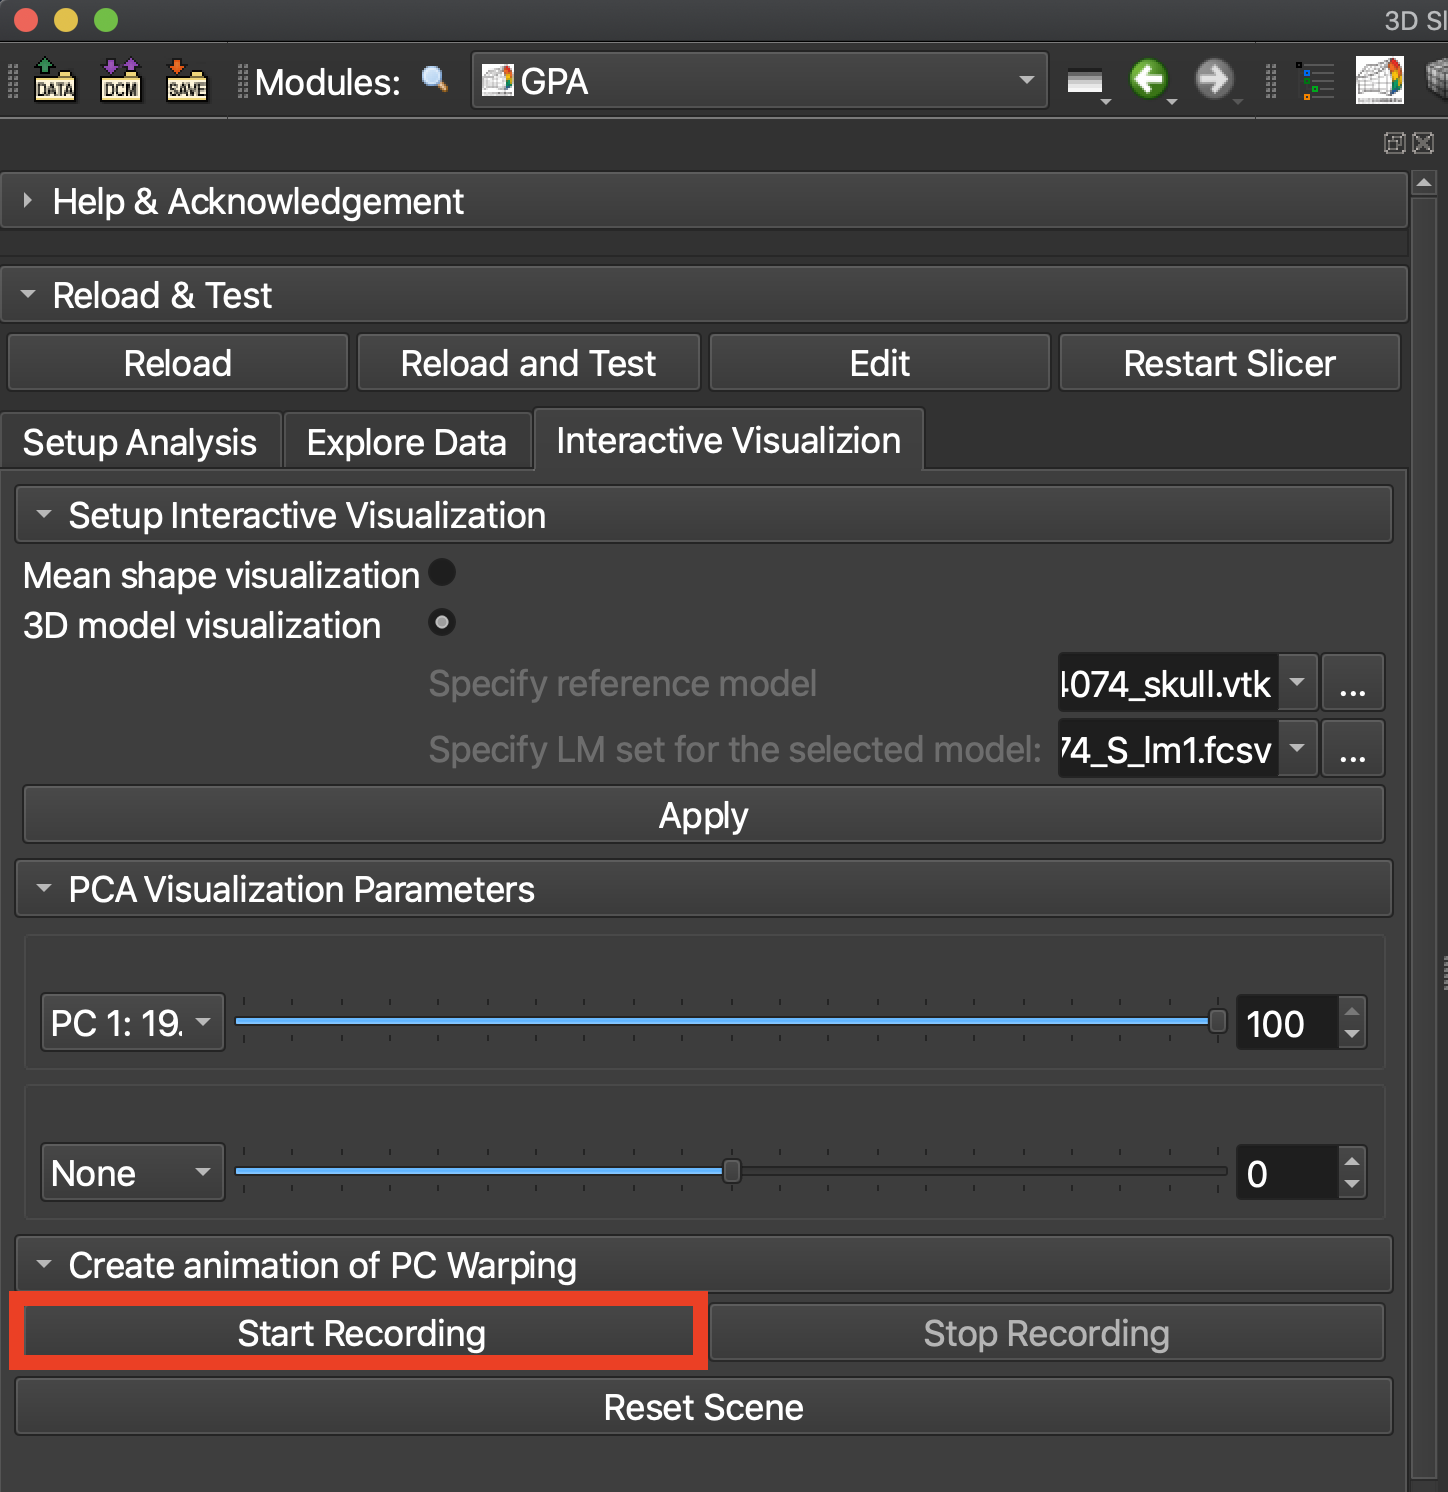 3D Sl
DATA DCM SAVE Modules: GPA
Help & Acknowledgement
Reload & Test
Reload Reload and Test Edit Restart Slicer
Setup Analysis Explore Data Interactive Visualizion
Setup Interactive Visualization
Mean shape visualization
3D model visualization
Specify reference model 4074_skull.vtk ...
Specify LM set for the selected model: 74_S_lm1.fcsv ...
Apply
PCA Visualization Parameters
PC 1: 19. 100
None 0
Create animation of PC Warping
Start Recording Stop Recording
Reset Scene